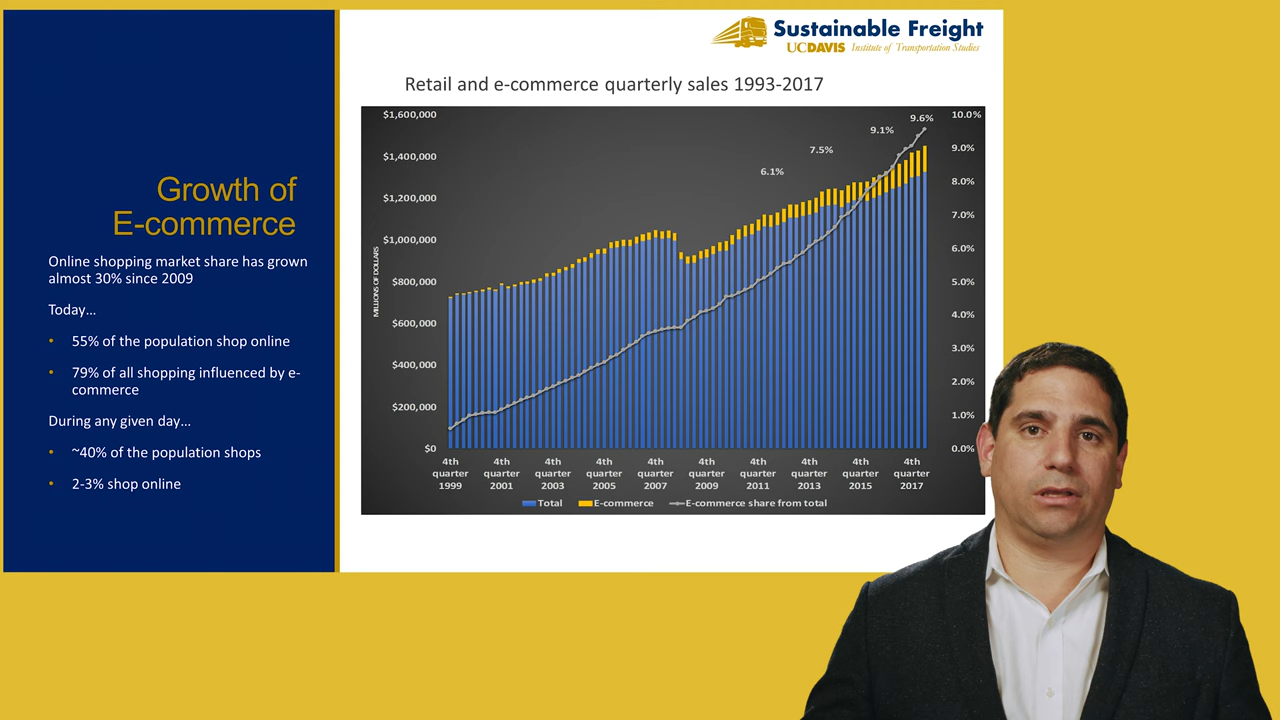 Sustainable Freight
UCDAVIS Institute of Transportation Studies
Growth of
E-commerce
Online shopping market share has grown
almost 30% since 2009
Today...
• 55% of the population shop online
• 79% of all shopping influenced by e-
commerce
During any given day...
• ~40% of the population shops
• 2-3% shop online
Retail and e-commerce quarterly sales 1993-2017
$1,600,000
$1,400,000
$1,200,000
$1,000,000
$800,000
$600,000
$400,000
$200,000
$0
MILLIONS OF DOLLARS
6.1%
7.5%
9.1%
9.6%
10.0%
9.0%
8.0%
7.0%
6.0%
5.0%
4.0%
3.0%
2.0%
1.0%
0.0%
4th quarter 1999
4th quarter 2001
4th quarter 2003
4th quarter 2005
4th quarter 2007
4th quarter 2009
4th quarter 2011
4th quarter 2013
4th quarter 2015
4th quarter 2017
Total E-commerce E-commerce share from total